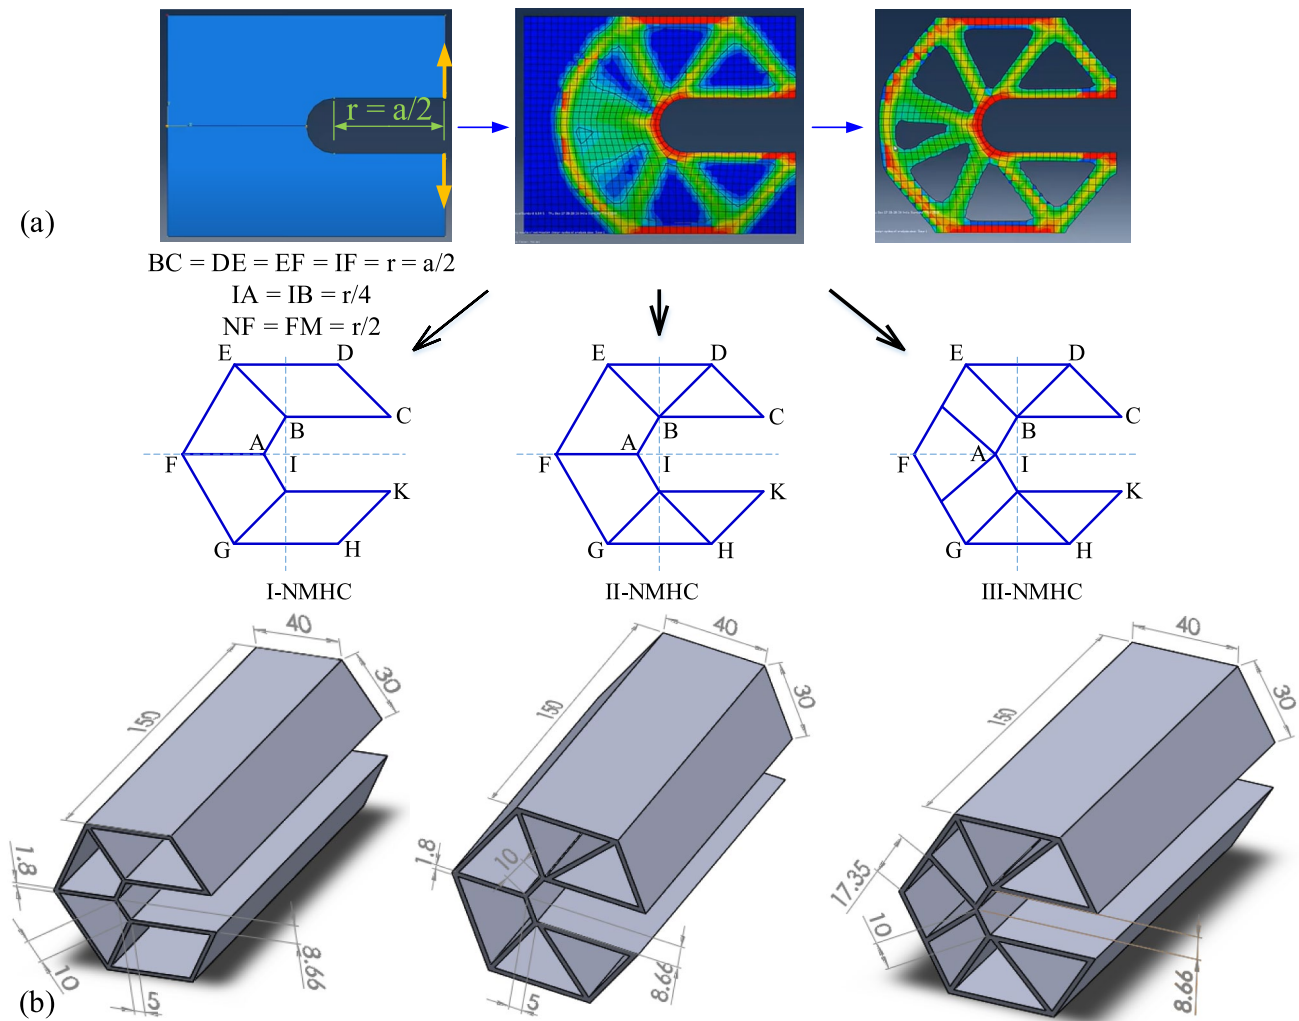 (a)
r = a/2
BC = DE = EF = IF = r = a/2
IA = IB = r/4
NF = FM = r/2
E D
B C
F A I
K
G H
I-NMHC
E D
B C
F A I
K
G H
II-NMHC
E D
B C
F A I
K
G H
III-NMHC
(b)
40
30
150
1.8
10
5
8.66
40
30
150
1.8
10
5
8.66
40
30
150
17.35
10
8.66